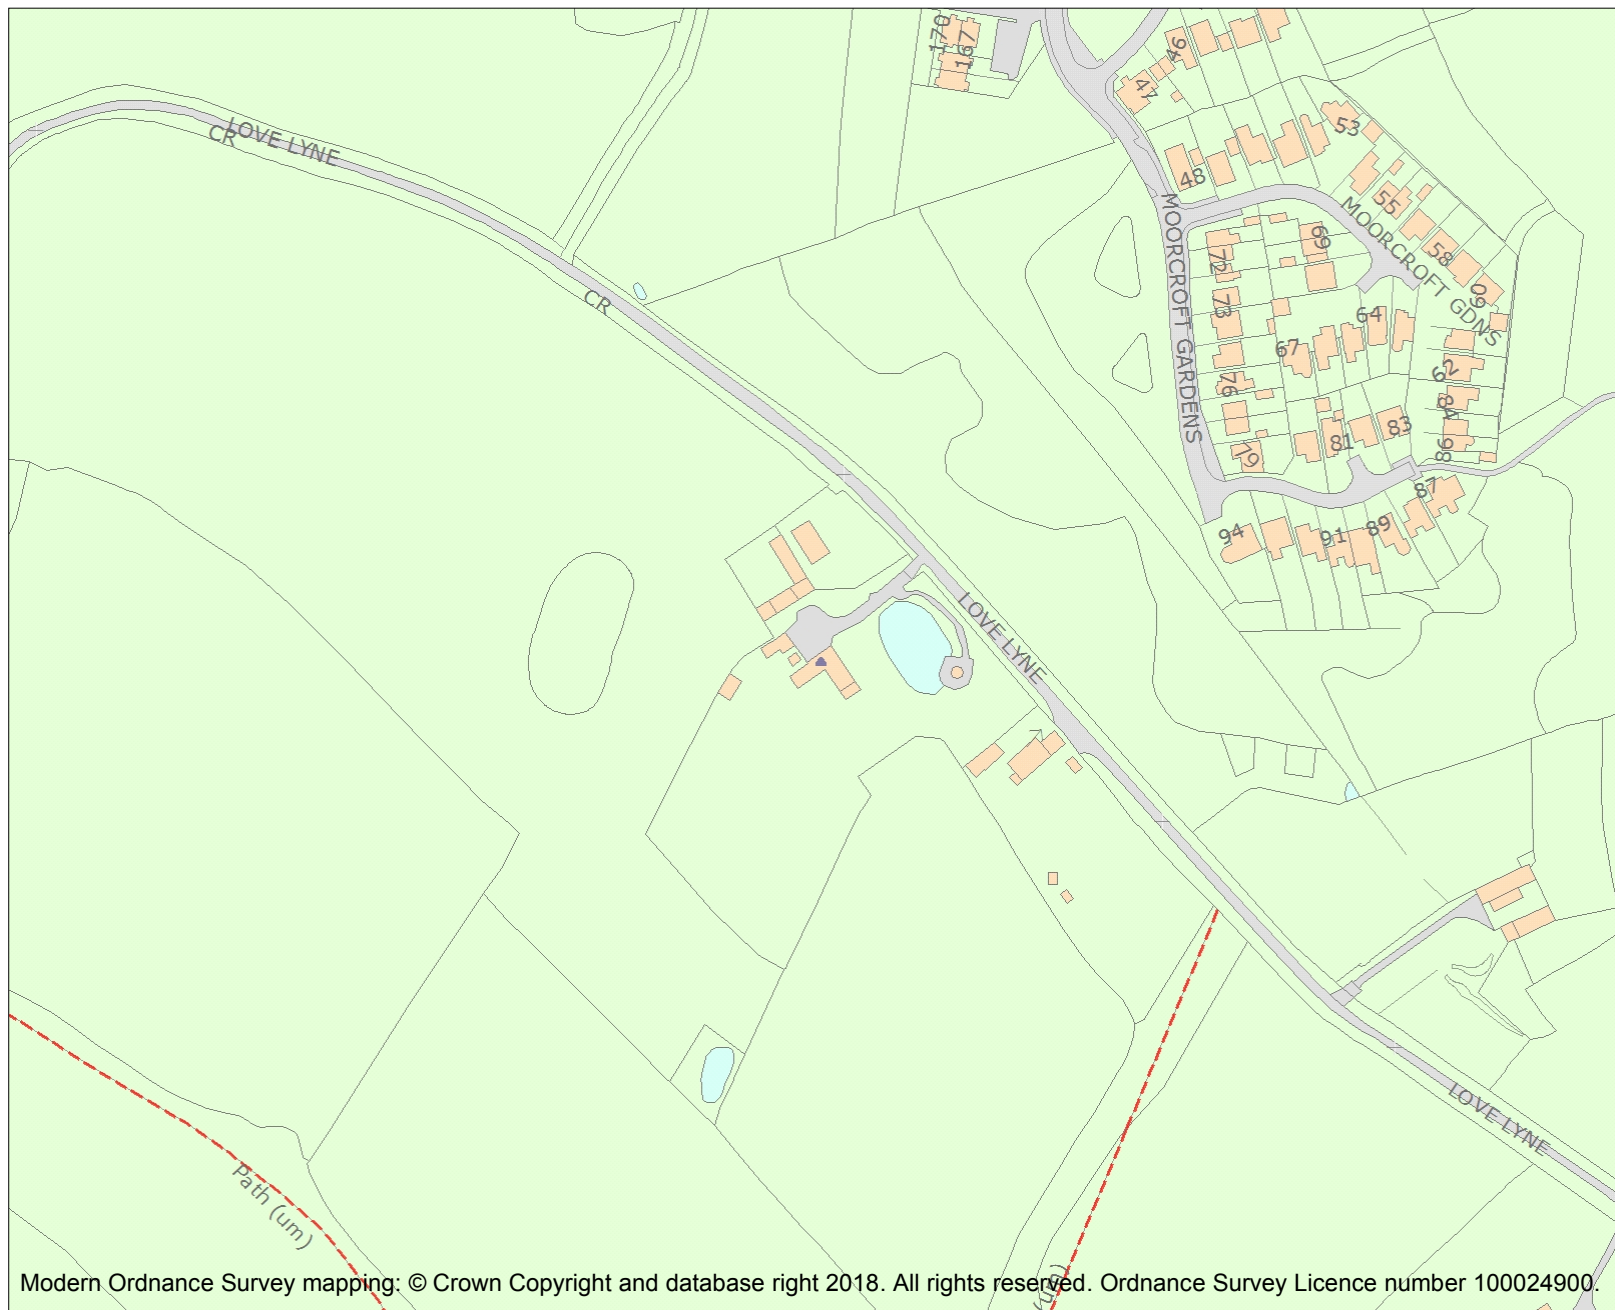 170
167
46
47
LOVE LYNE
CR
53
48
55
MOORCROFT GDNS
58
60
69
72
MOORCROFT GARDENS
73
CR
64
67
62
76
84
83
81
86
79
87
94
91
89
LOVE LYNE
LOVE LYNE
Path (um)
(um)
Modern Ordnance Survey mapping: © Crown Copyright and database right 2018. All rights reserved. Ordnance Survey Licence number 100024900.